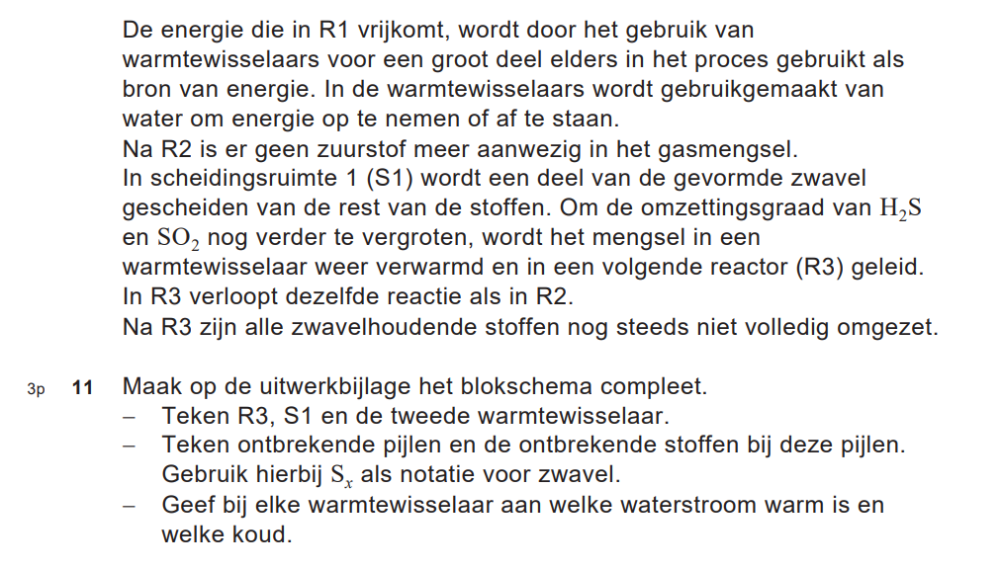 De energie die in R1 vrijkomt, wordt door het gebruik van
warmtewisselaars voor een groot deel elders in het proces gebruikt als
bron van energie. In de warmtewisselaars wordt gebruikgemaakt van
water om energie op te nemen of af te staan.
Na R2 is er geen zuurstof meer aanwezig in het gasmengsel.
In scheidingsruimte 1 (S1) wordt een deel van de gevormde zwavel
gescheiden van de rest van de stoffen. Om de omzettingsgraad van H₂S
en SO₂ nog verder te vergroten, wordt het mengsel in een
warmtewisselaar weer verwarmd en in een volgende reactor (R3) geleid.
In R3 verloopt dezelfde reactie als in R2.
Na R3 zijn alle zwavelhoudende stoffen nog steeds niet volledig omgezet.
3p 11 Maak op de uitwerkbijlage het blokschema compleet.
– Teken R3, S1 en de tweede warmtewisselaar.
– Teken ontbrekende pijlen en de ontbrekende stoffen bij deze pijlen.
Gebruik hierbij Sₓ als notatie voor zwavel.
– Geef bij elke warmtewisselaar aan welke waterstroom warm is en
welke koud.